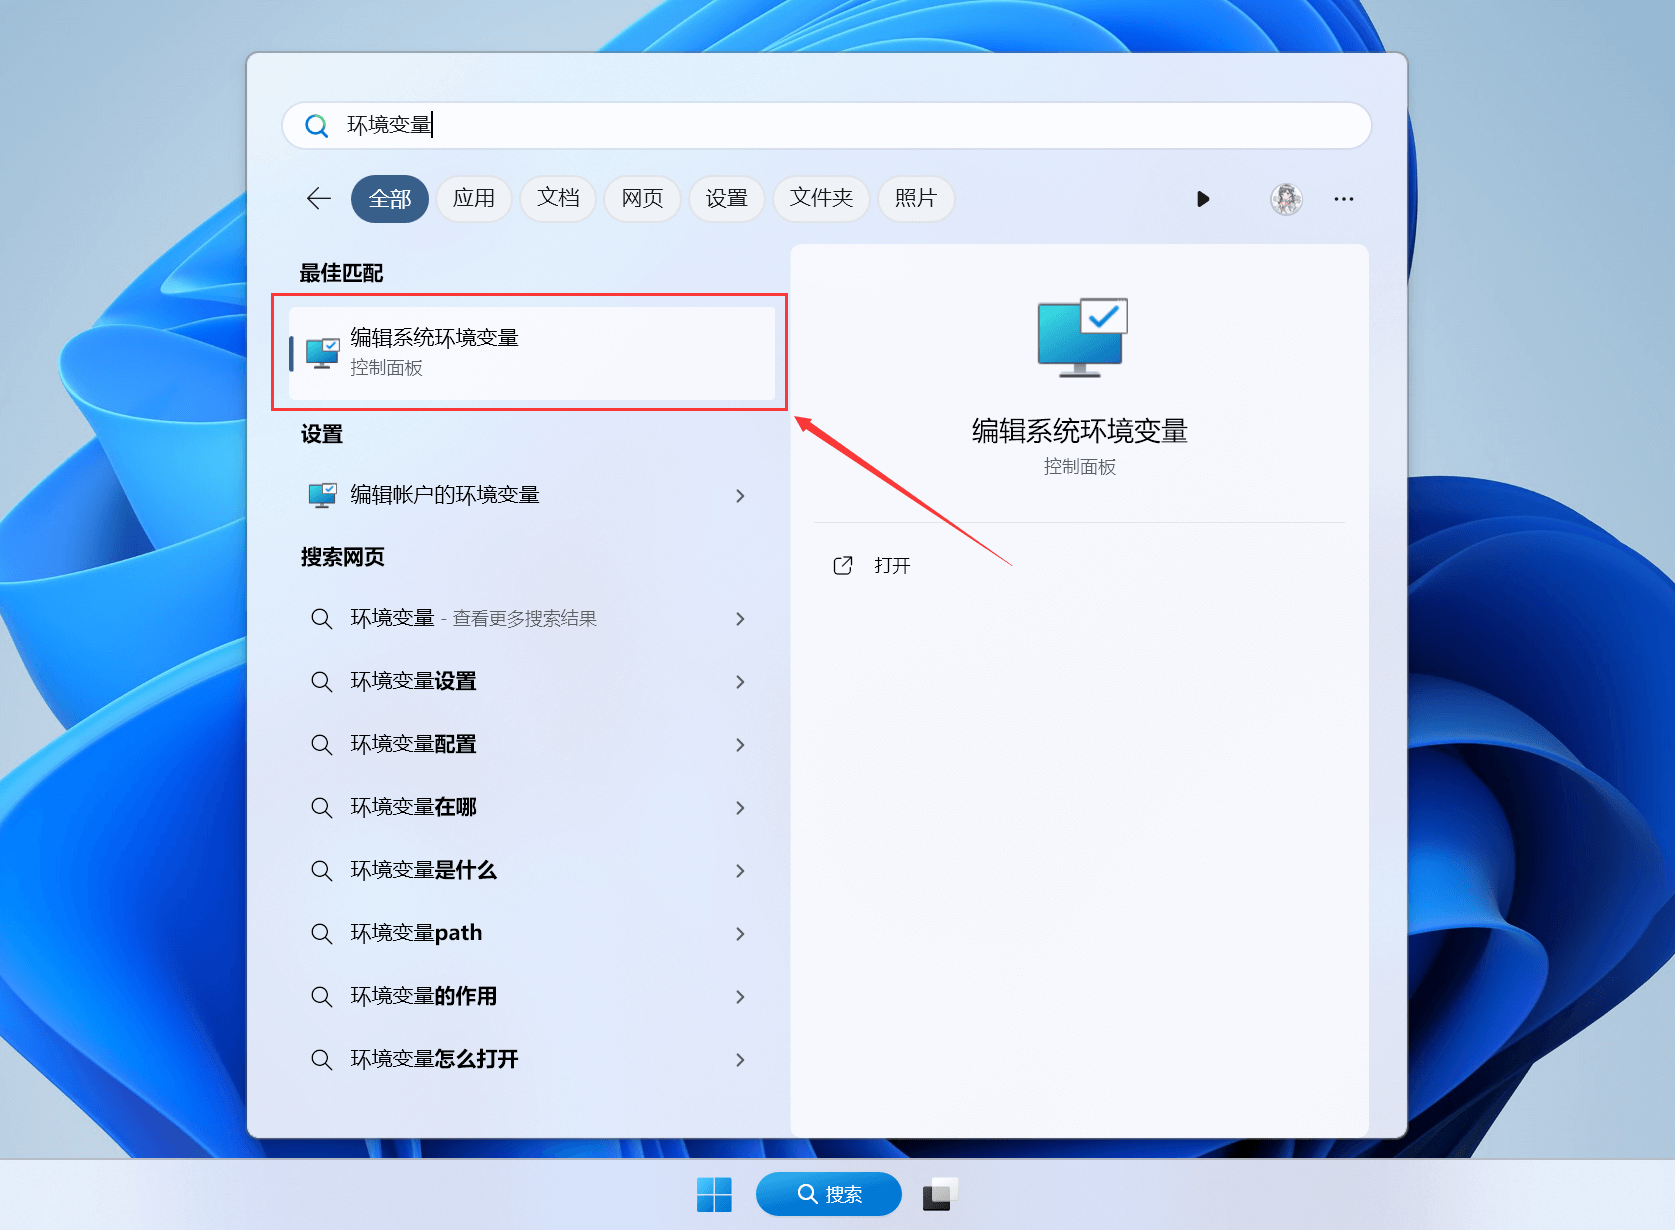 环境变量
全部 应用 文档 网页 设置 文件夹 照片
最佳匹配
编辑系统环境变量
控制面板
设置
编辑帐户的环境变量
搜索网页
环境变量 - 查看更多搜索结果
环境变量设置
环境变量配置
环境变量在哪
环境变量是什么
环境变量path
环境变量的作用
环境变量怎么打开
编辑系统环境变量
控制面板
打开
搜索